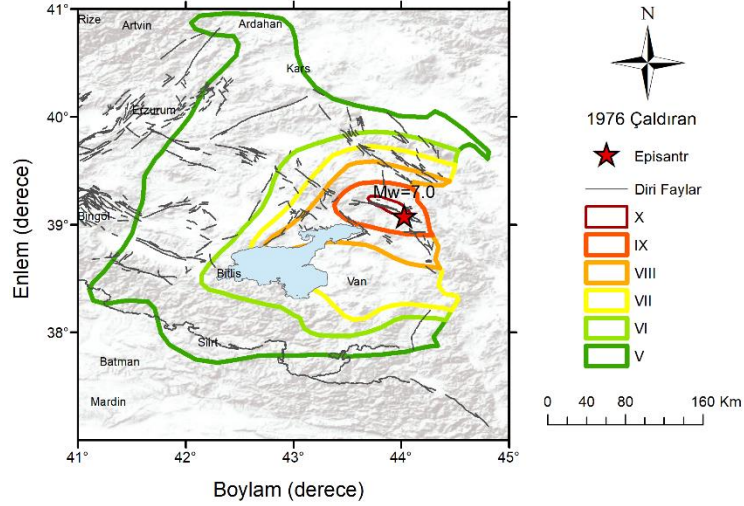 41°
Rize
Artvin
Ardahan
Kars
40°
Erzurum
Mw=7.0
39°
Bingöl
Bitlis
Van
38°
Siirt
Batman
Mardin
41°
42°
43°
44°
45°
Enlem (derece)
Boylam (derece)
N
1976 Çaldıran
Episantr
Diri Faylar
X
IX
VIII
VII
VI
V
0 40 80 120 160 Km